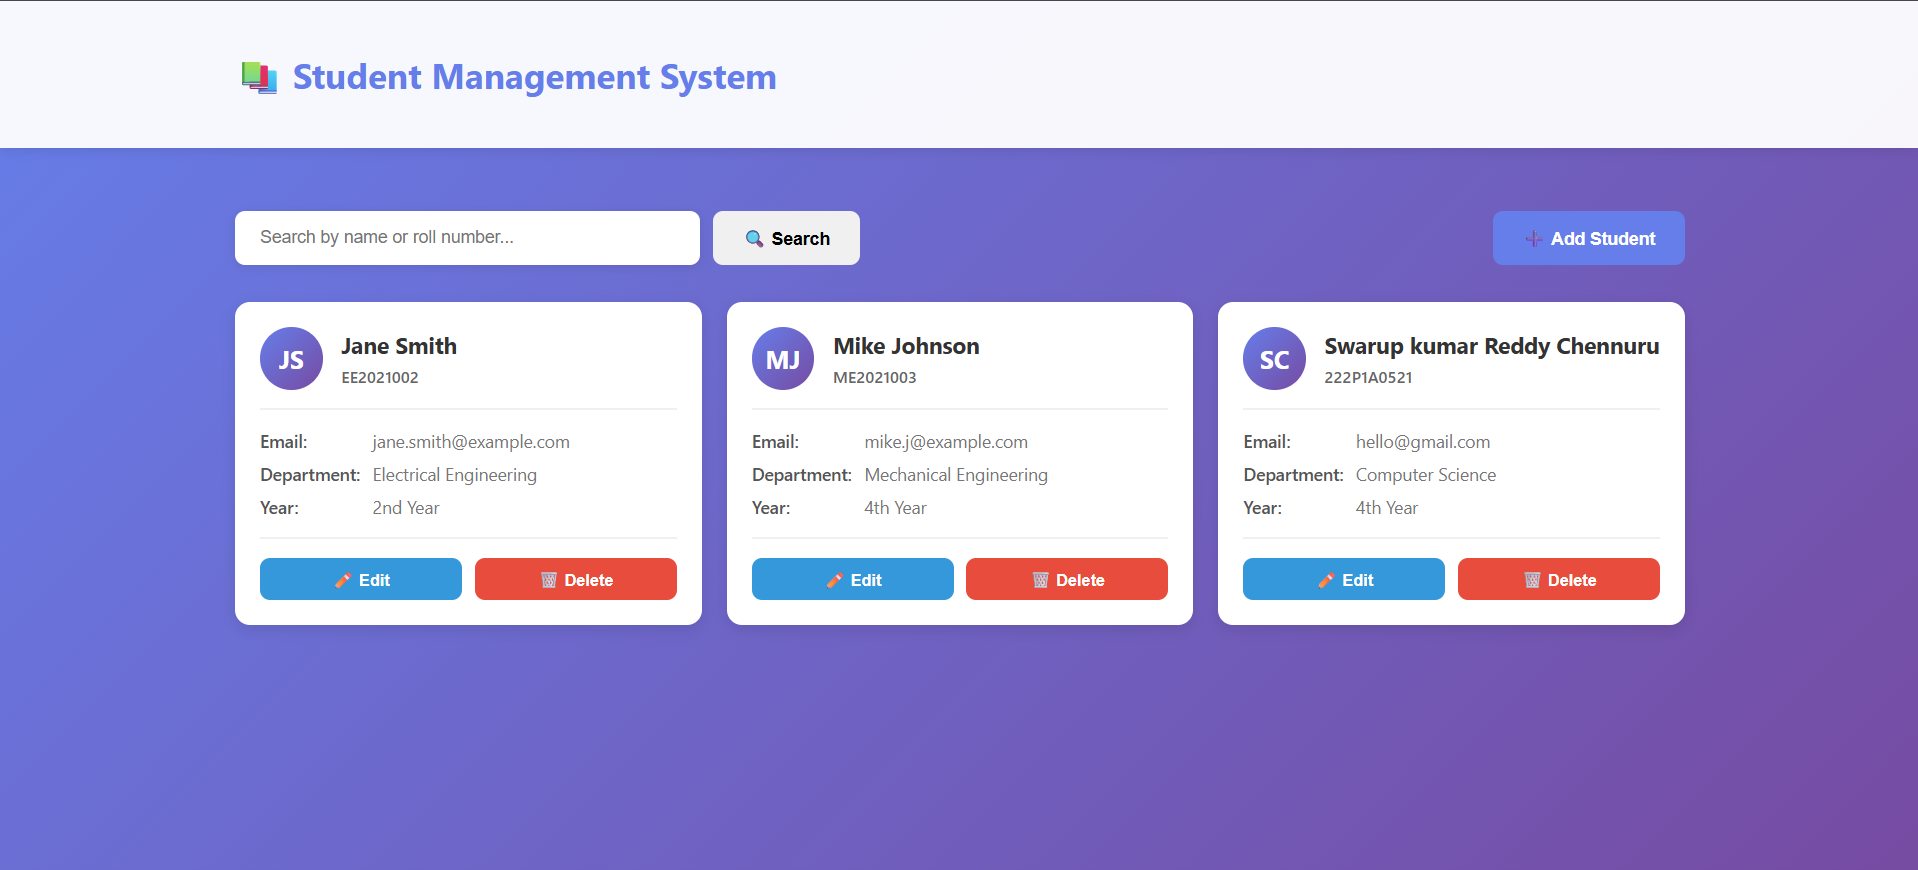 Student Management System
Search by name or roll number...
Search
Add Student
JS
Jane Smith
EE2021002
Email: jane.smith@example.com
Department: Electrical Engineering
Year: 2nd Year
Edit
Delete
MJ
Mike Johnson
ME2021003
Email: mike.j@example.com
Department: Mechanical Engineering
Year: 4th Year
Edit
Delete
SC
Swarup kumar Reddy Chennuru
222P1A0521
Email: hello@gmail.com
Department: Computer Science
Year: 4th Year
Edit
Delete